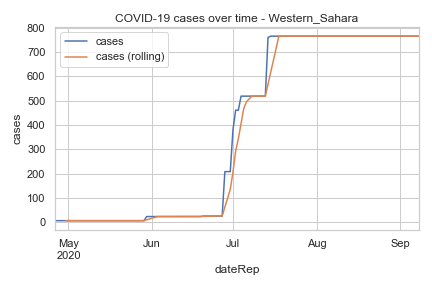 COVID-19 cases over time - Western_Sahara
cases
cases (rolling)
cases
800
700
600
500
400
300
200
100
0
May
2020
Jun
Jul
Aug
Sep
dateRep